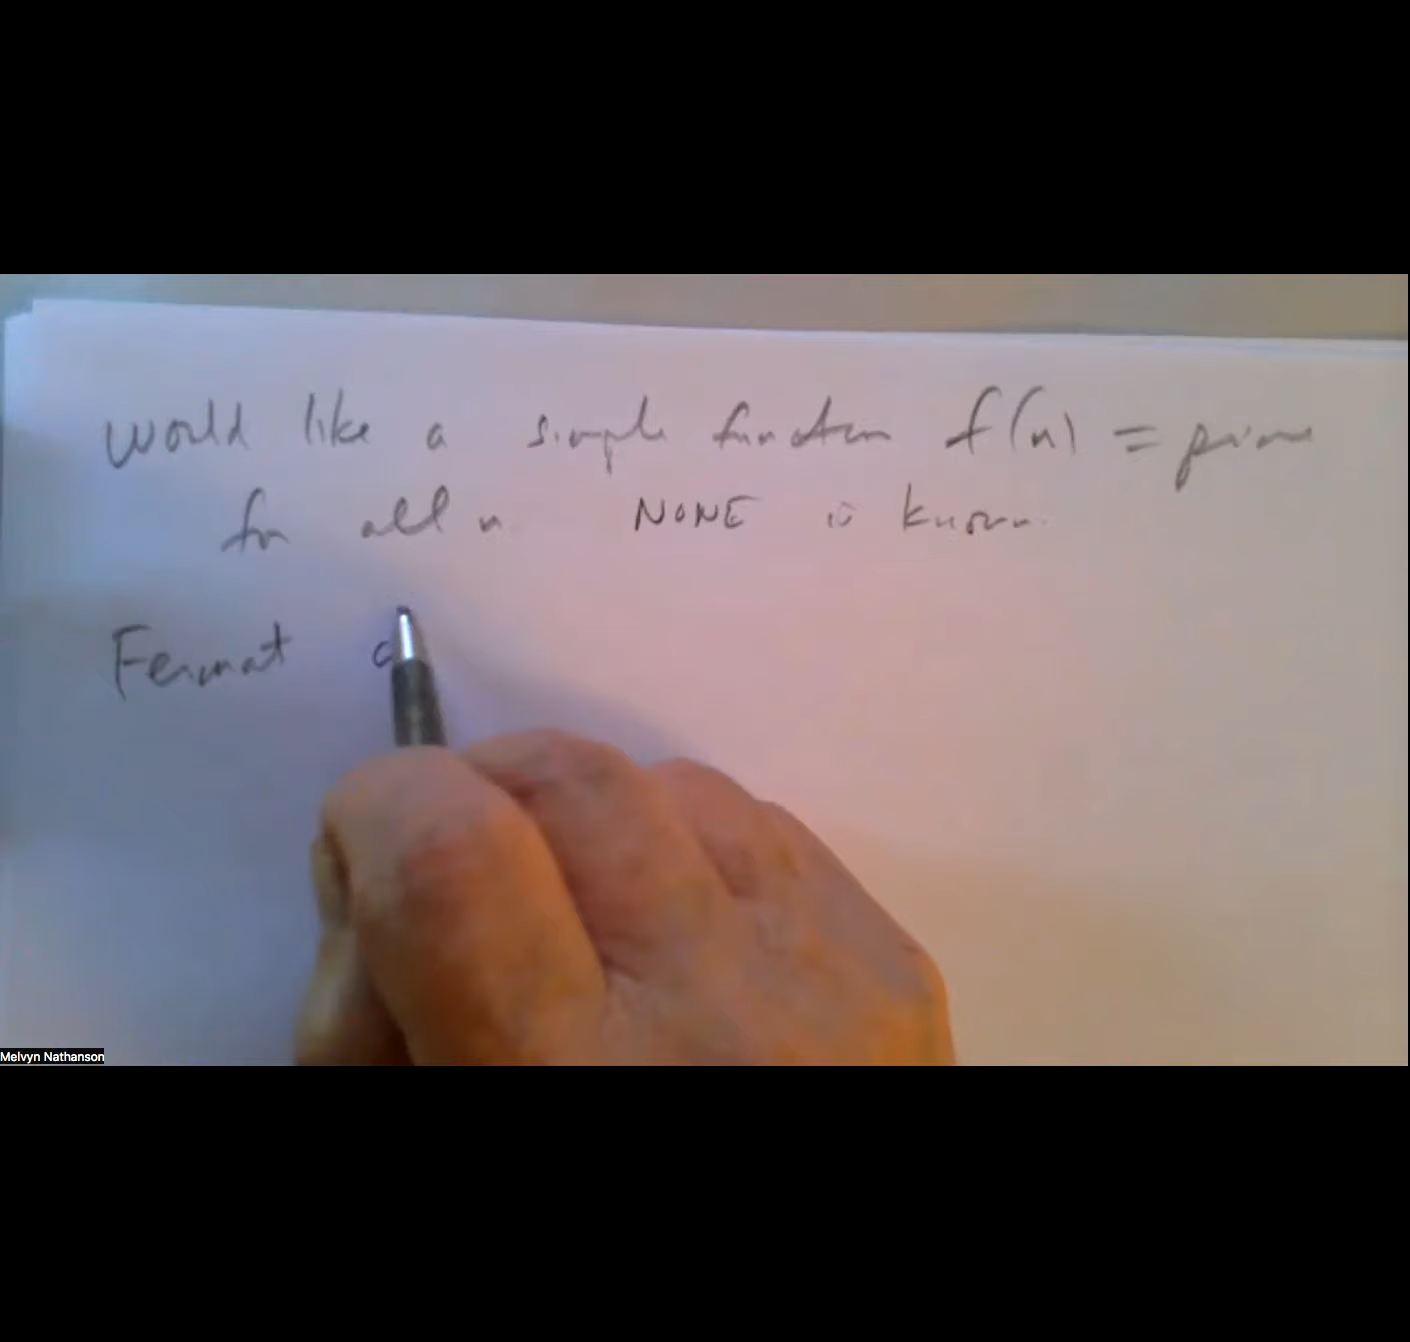 would like a simple function f(n) = prime
for all n NONE is known.
Fermat
Melvyn Nathanson